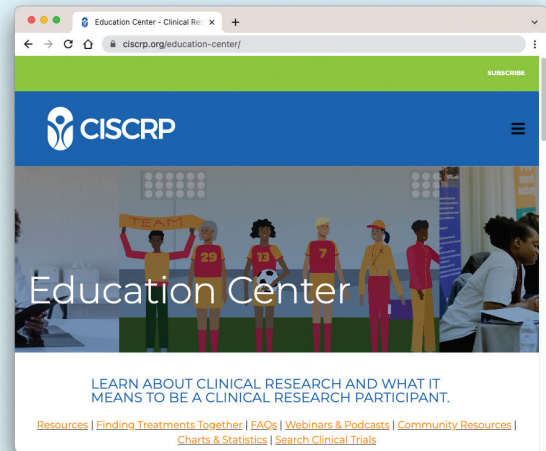 Education Center - Clinical Res
ciscrp.org/education-center/
SUBSCRIBE
CISCRP
TEAM
29
13
7
Education Center
LEARN ABOUT CLINICAL RESEARCH AND WHAT IT
MEANS TO BE A CLINICAL RESEARCH PARTICIPANT.
Resources | Finding Treatments Together | FAQs | Webinars & Podcasts | Community Resources |
Charts & Statistics | Search Clinical Trials